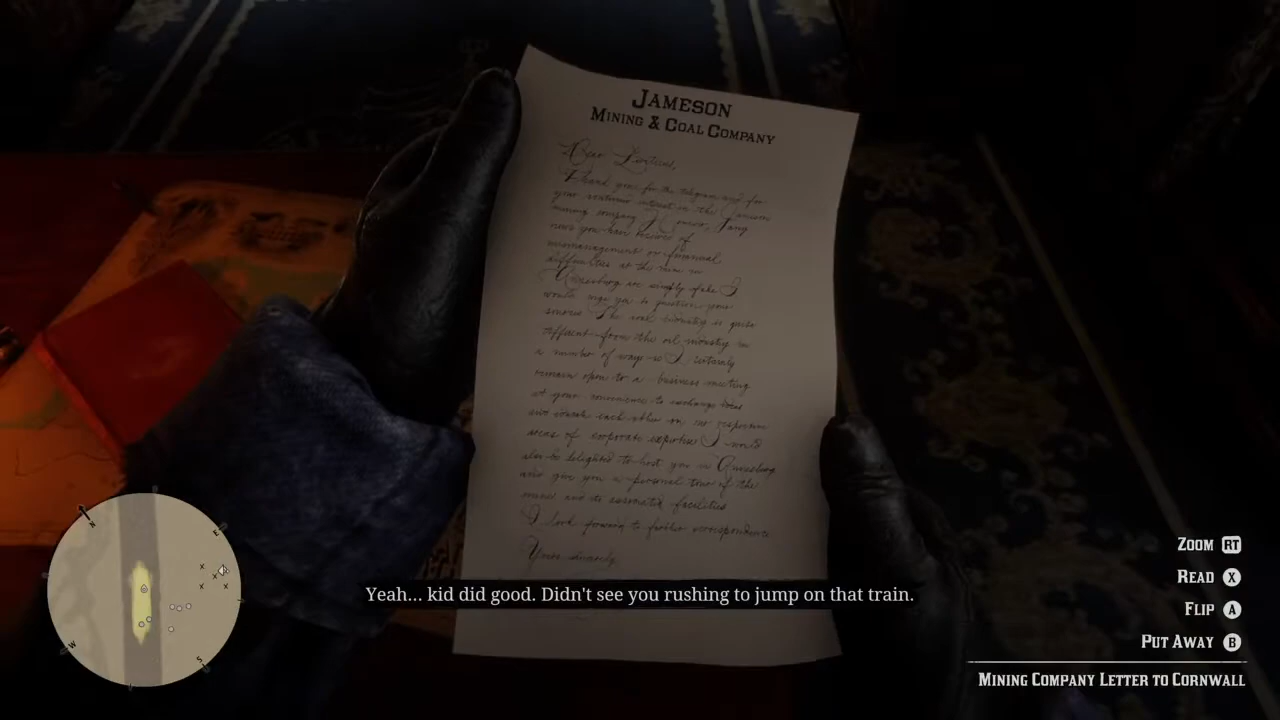 JAMESON
MINING & COAL COMPANY
Dear Leviticus,
Thank you for the telegram and for
your continued interest in the Jameson
mining company. Of course, any
news you have received of
mismanagement or financial
difficulties at the mine in
Annesburg are simply false. I
would urge you to question your
sources. The coal industry is quite
different from the oil industry in
a number of ways so I certainly
remain open to a business meeting
at your convenience to exchange ideas
and consult each other on our respective
areas of corporate expertise. I would
also be delighted to host you in Annesburg
and give you a personal tour of the
mine and its associated facilities.
I look forward to further correspondence.
Yours sincerely,
Yeah... kid did good. Didn't see you rushing to jump on that train.
ZOOM RT
READ X
FLIP A
PUT AWAY B
MINING COMPANY LETTER TO CORNWALL
N
E
S
W